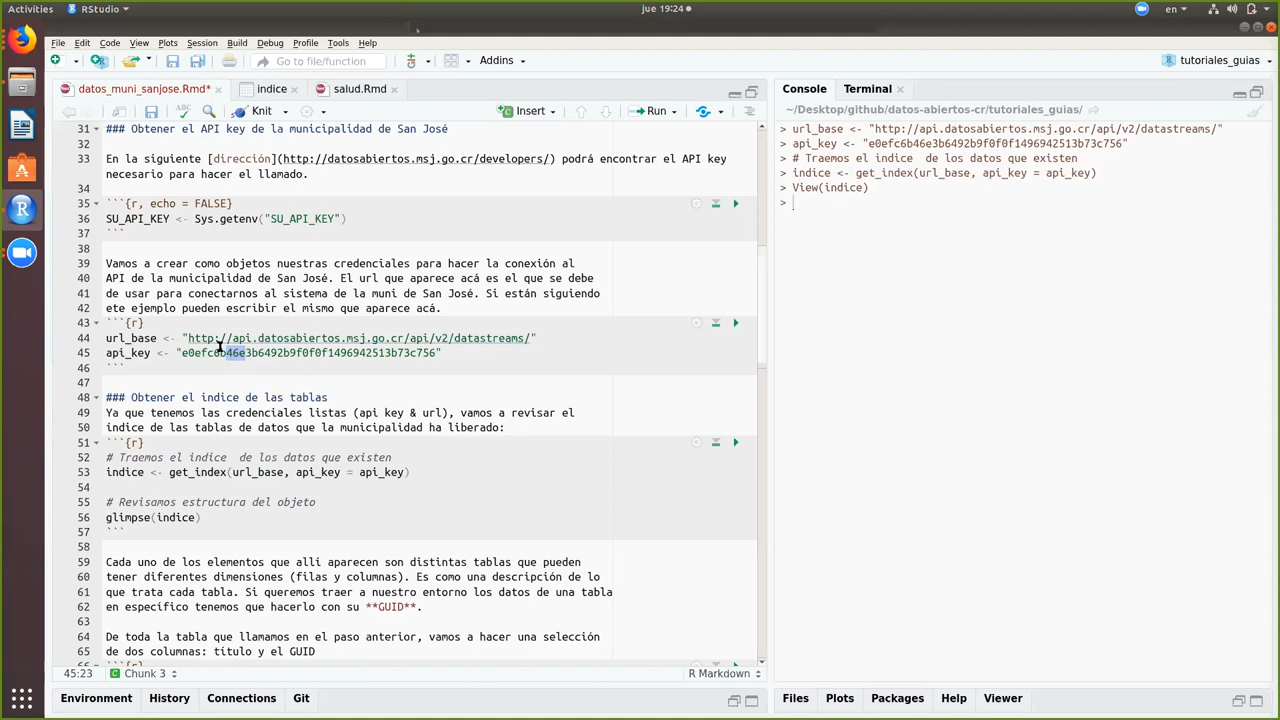 Activities RStudio jue 19:24 en
File Edit Code View Plots Session Build Debug Profile Tools Help
Go to file/function Addins tutoriales_guias
datos_muni_sanjose.Rmd* indice salud.Rmd
Knit Insert Run
31 ### Obtener el API key de la municipalidad de San José
32
33 En la siguiente [dirección](http://datosabiertos.msj.go.cr/developers/) podrá encontrar el API key
necesario para hacer el llamado.
34
35 ```{r, echo = FALSE}
36 SU_API_KEY <- Sys.getenv("SU_API_KEY")
37 ```
38
39 Vamos a crear como objetos nuestras credenciales para hacer la conexión al
40 API de la municipalidad de San José. El url que aparece acá es el que se debe
41 de usar para conectarnos al sistema de la muni de San José. Si están siguiendo
42 ete ejemplo pueden escribir el mismo que aparece acá.
43 ```{r}
44 url_base <- "http://api.datosabiertos.msj.go.cr/api/v2/datastreams/"
45 api_key <- "e0efc6b46e3b6492b9f0f0f1496942513b73c756"
46 ```
47
48 ### Obtener el indice de las tablas
49 Ya que tenemos las credenciales listas (api key & url), vamos a revisar el
50 índice de las tablas de datos que la municipalidad ha liberado:
51 ```{r}
52 # Traemos el indice  de los datos que existen
53 indice <- get_index(url_base, api_key = api_key)
54
55 # Revisamos estructura del objeto
56 glimpse(indice)
57 ```
58
59 Cada uno de los elementos que allí aparecen son distintas tablas que pueden
60 tener diferentes dimensiones (filas y columnas). Es como una descripción de lo
61 que trata cada tabla. Si queremos traer a nuestro entorno los datos de una tabla
62 en específico tenemos que hacerlo con su **GUID**.
63
64 De toda la tabla que llamamos en el paso anterior, vamos a hacer una selección
65 de dos columnas: titulo y el GUID
66 ```{r}
45:23 Chunk 3 R Markdown
Environment History Connections Git
Console Terminal
~/Desktop/github/datos-abiertos-cr/tutoriales_guias/
> url_base <- "http://api.datosabiertos.msj.go.cr/api/v2/datastreams/"
> api_key <- "e0efc6b46e3b6492b9f0f0f1496942513b73c756"
> # Traemos el indice  de los datos que existen
> indice <- get_index(url_base, api_key = api_key)
> View(indice)
>
Files Plots Packages Help Viewer